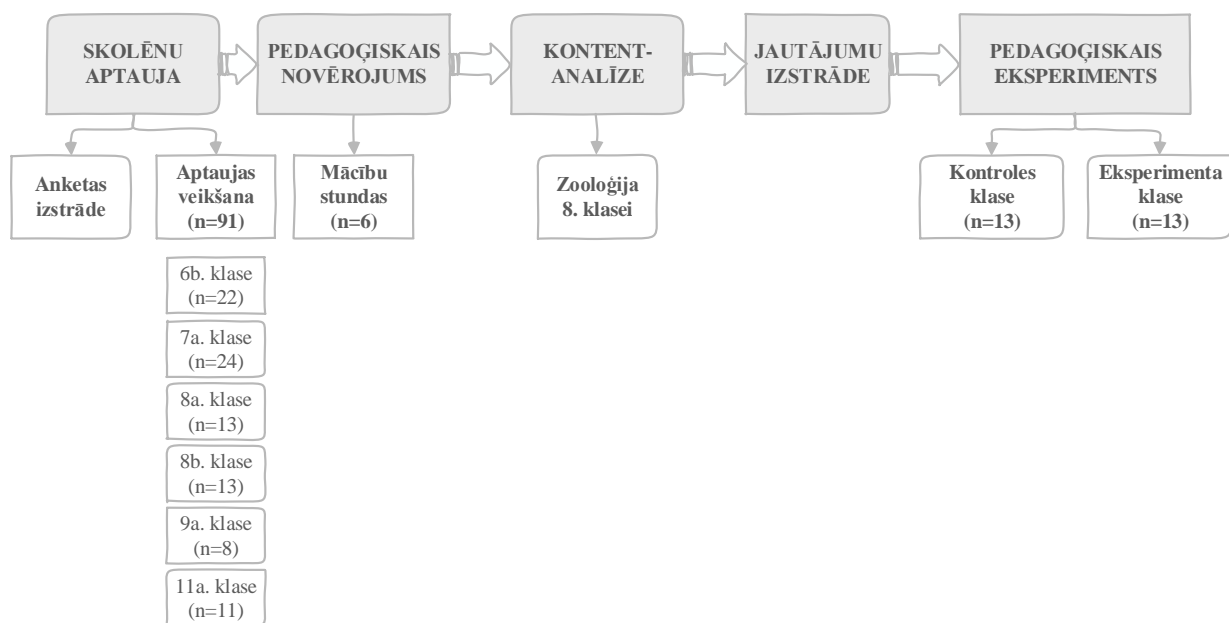 SKOLĒNU
APTAUJA
PEDAGOĢISKAIS
NOVĒROJUMS
KONTENT-
ANALĪZE
JAUTĀJUMU
IZSTRĀDE
PEDAGOĢISKAIS
EKSPERIMENTS
Anketas
izstrāde
Aptaujas
veikšana
(n=91)
Mācību
stundas
(n=6)
Zooloģija
8. klasei
Kontroles
klase
(n=13)
Eksperimenta
klase
(n=13)
6b. klase
(n=22)
7a. klase
(n=24)
8a. klase
(n=13)
8b. klase
(n=13)
9a. klase
(n=8)
11a. klase
(n=11)